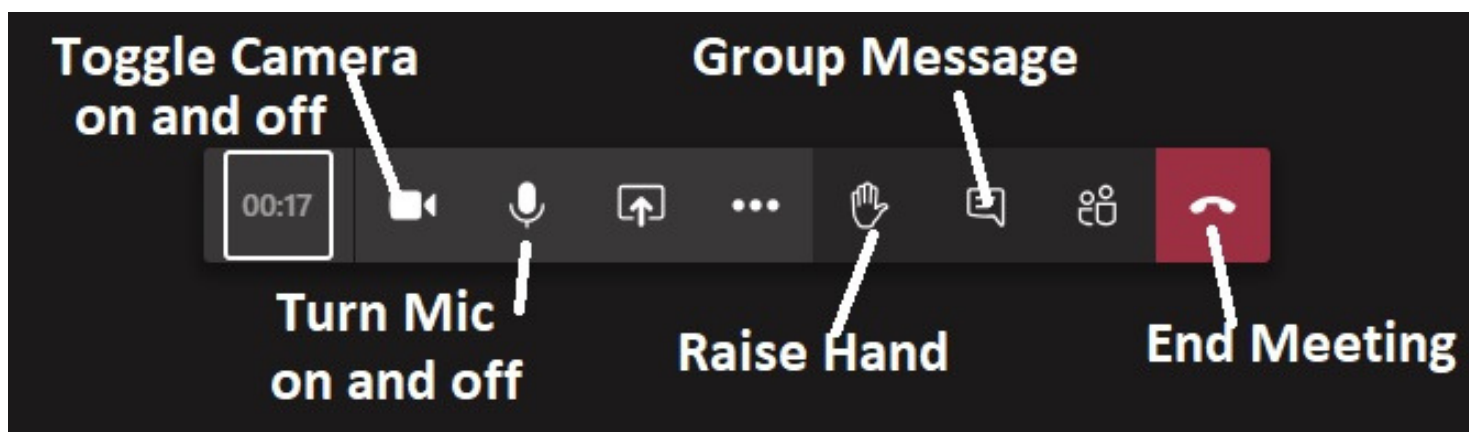 Toggle Camera
on and off
Group Message
00:17
Turn Mic
on and off
Raise Hand
End Meeting